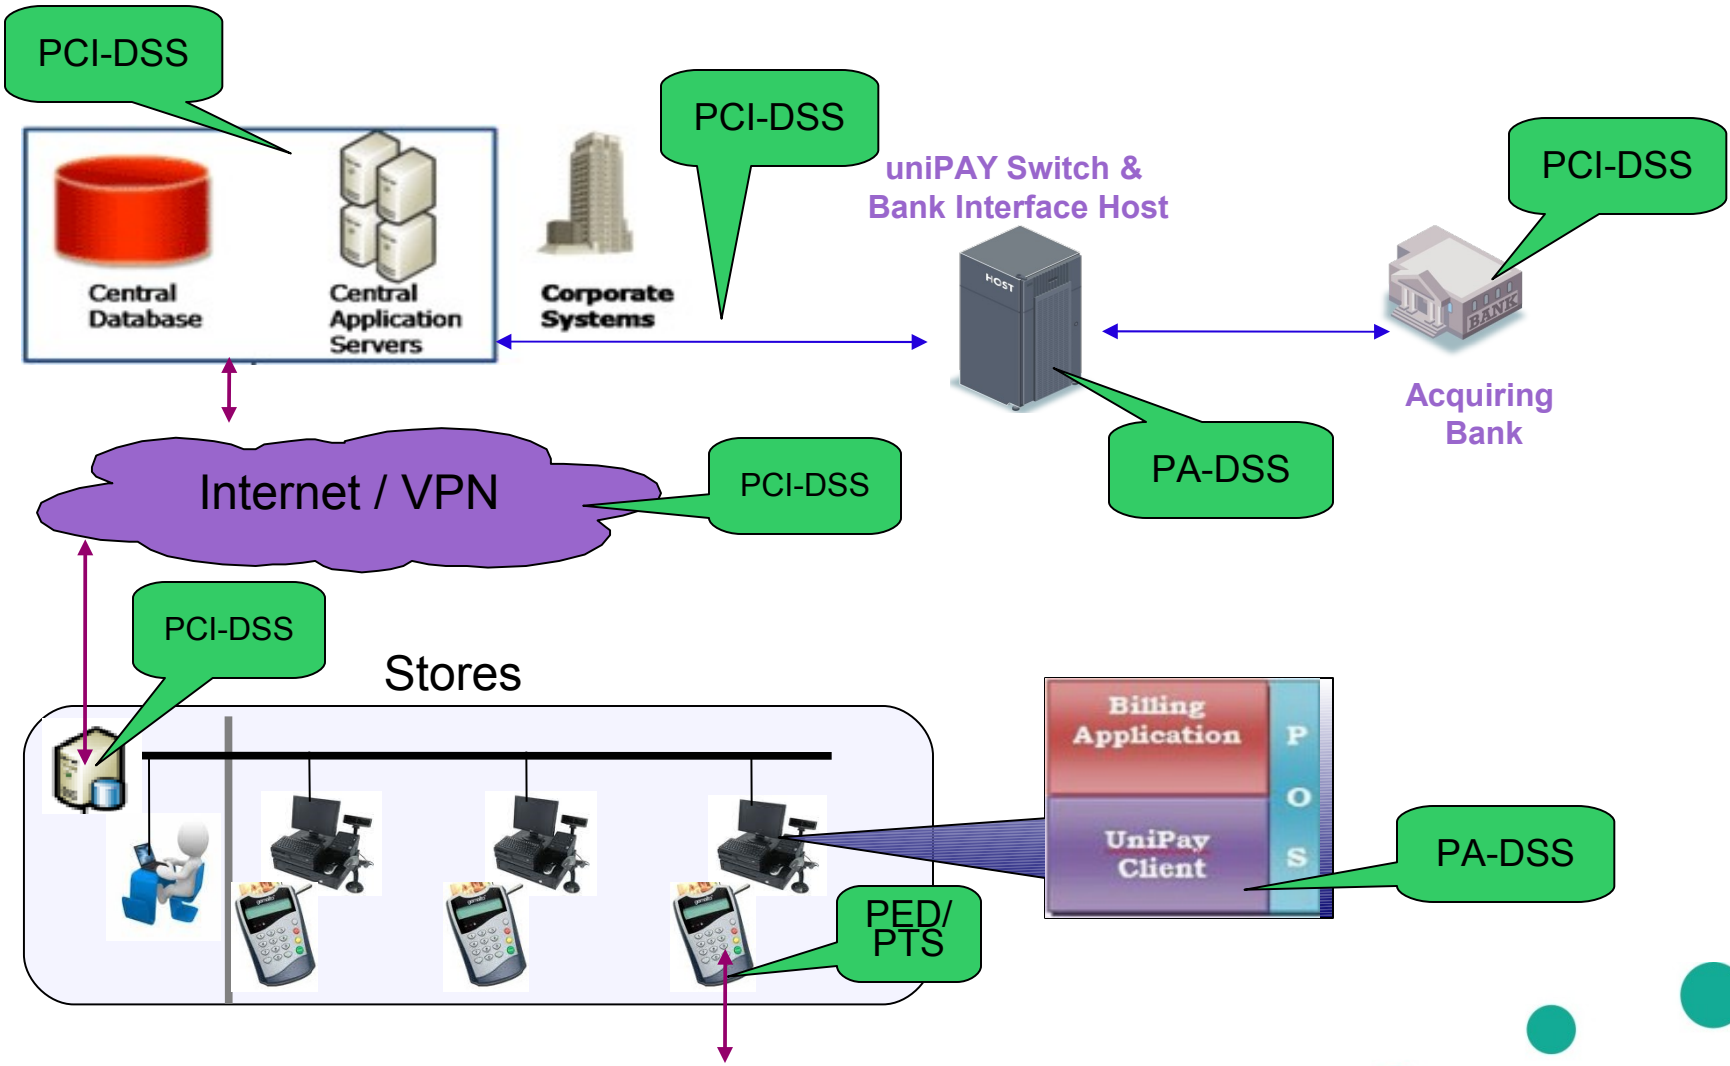 PCI-DSS
PCI-DSS
PCI-DSS
uniPAY Switch &
Bank Interface Host
HOST
BANK
Central
Database
Central
Application
Servers
Corporate
Systems
Acquiring
Bank
PA-DSS
Internet / VPN
PCI-DSS
PCI-DSS
Stores
Billing
Application
UniPay
Client
P
O
S
PA-DSS
PED/
PTS